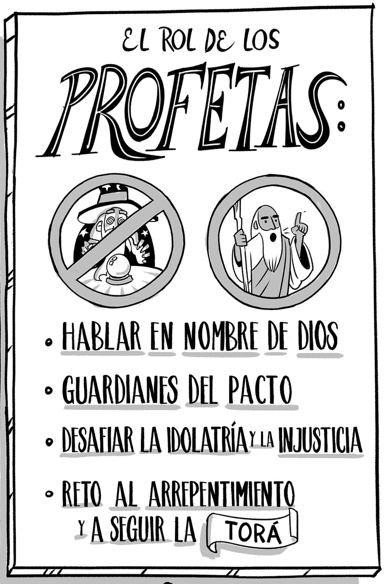 EL ROL DE LOS
PROFETAS:
• HABLAR EN NOMBRE DE DIOS
• GUARDIANES DEL PACTO
• DESAFIAR LA IDOLATRÍA Y LA INJUSTICIA
• RETO AL ARREPENTIMIENTO
Y A SEGUIR LA TORÁ